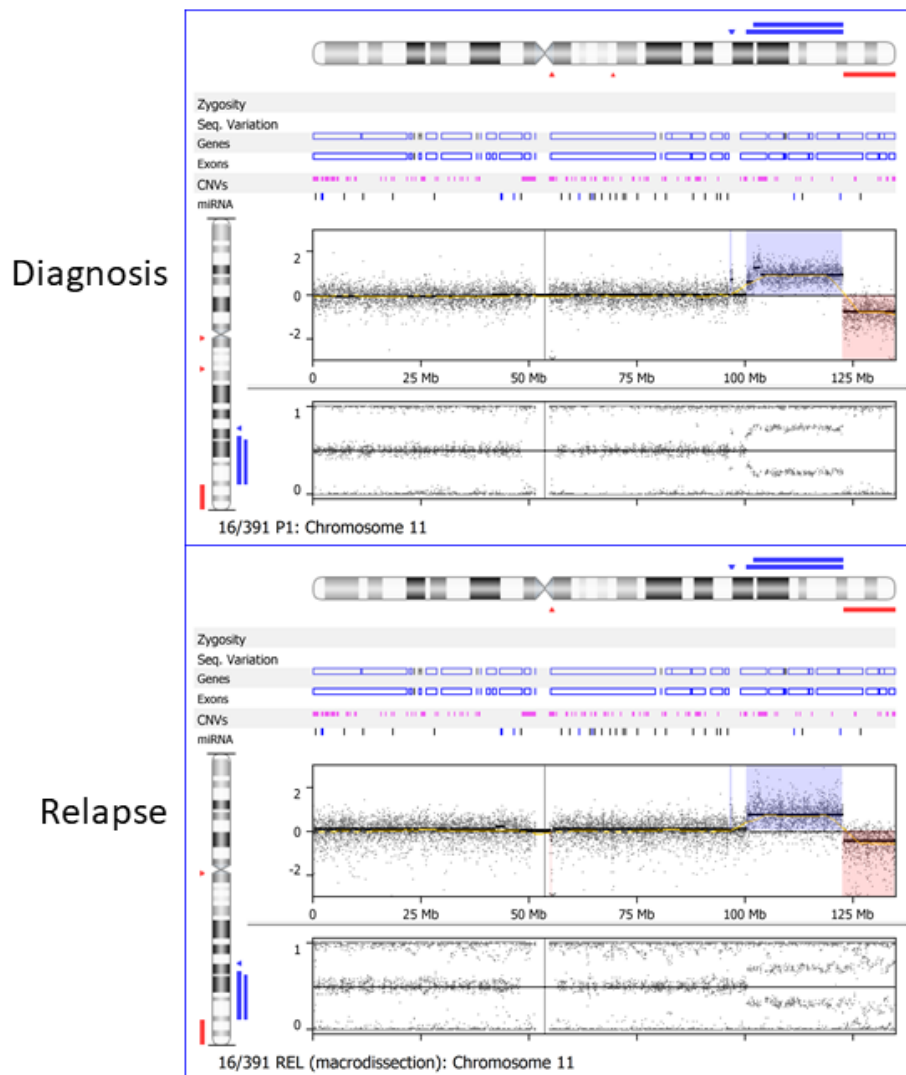 Diagnosis
Zygosity
Seq. Variation
Genes
Exons
CNVs
miRNA
2
0
-2
0 25 Mb 50 Mb 75 Mb 100 Mb 125 Mb
1
0
16/391 P1: Chromosome 11
Relapse
Zygosity
Seq. Variation
Genes
Exons
CNVs
miRNA
2
0
-2
0 25 Mb 50 Mb 75 Mb 100 Mb 125 Mb
1
0
16/391 REL (macrodissection): Chromosome 11